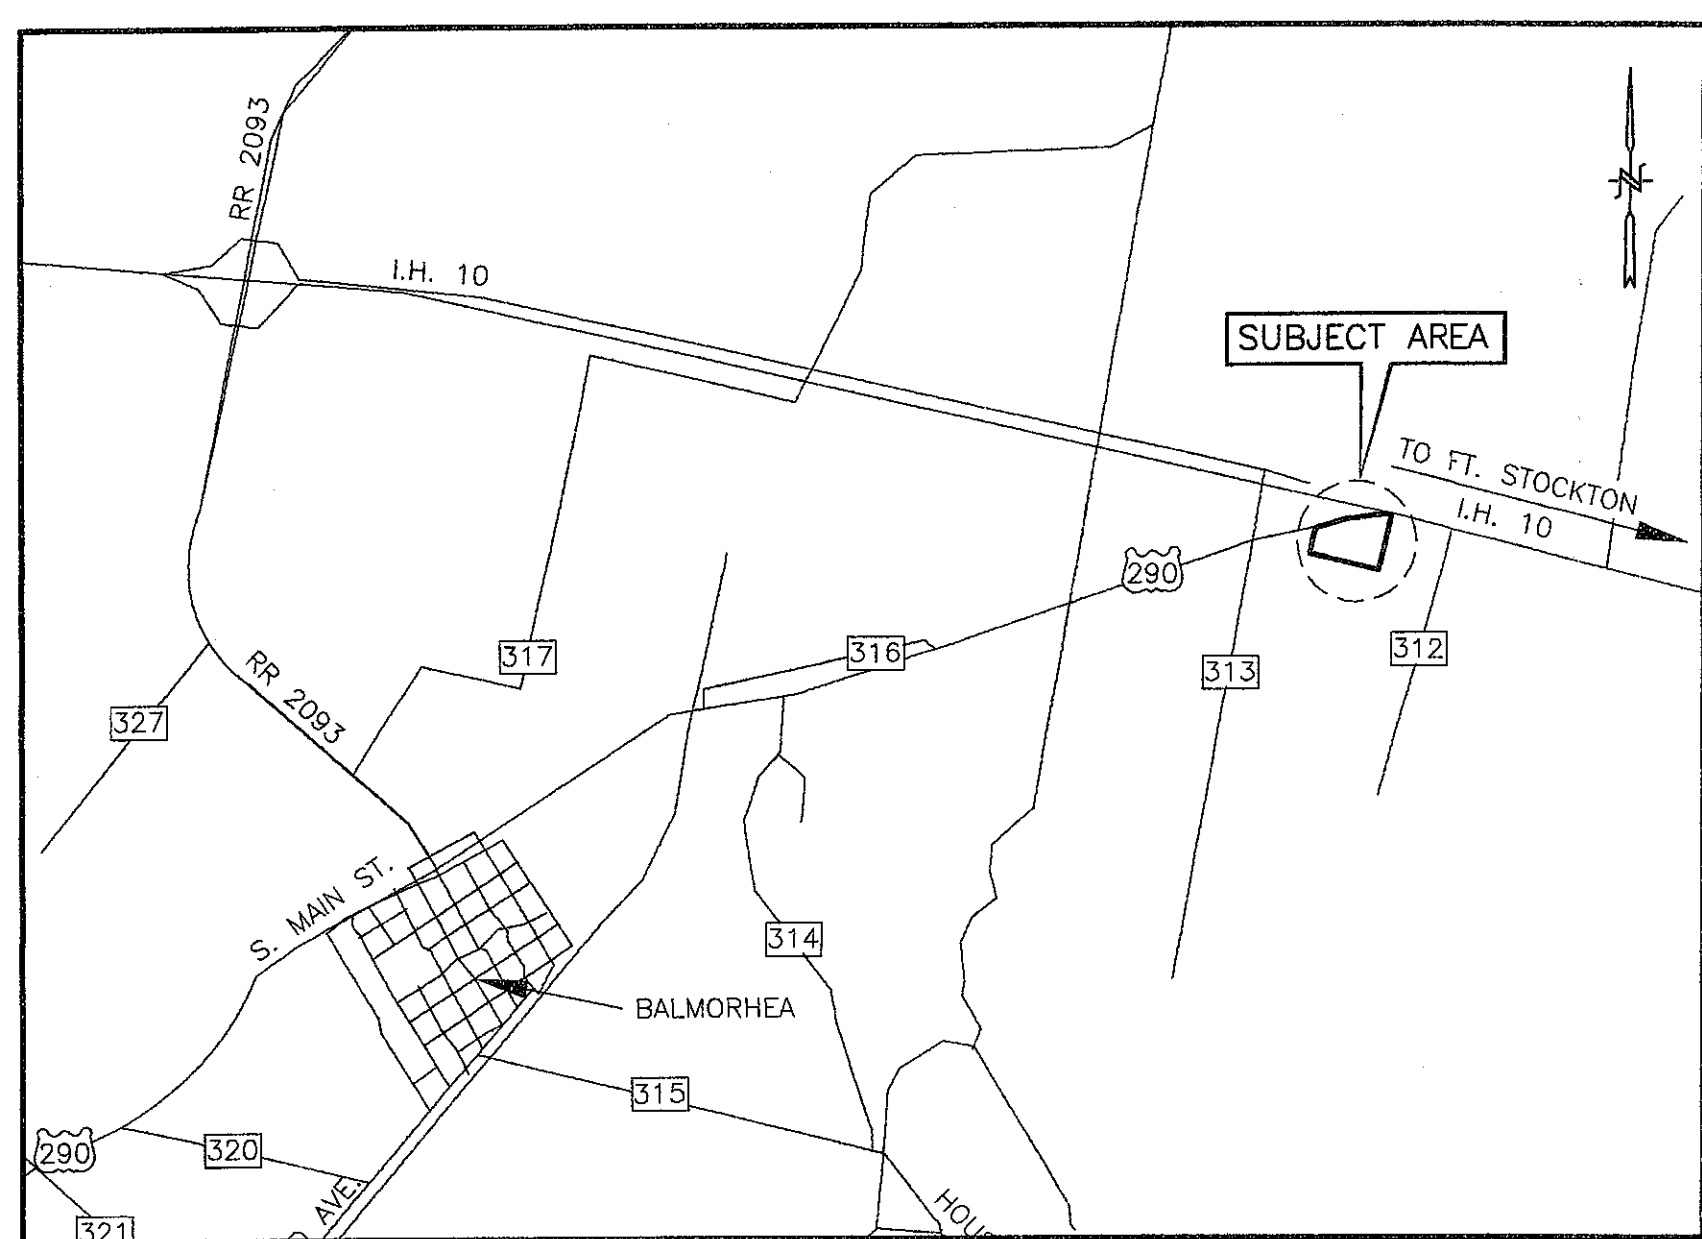 RR 2093
N
I.H. 10
SUBJECT AREA
TO FT. STOCKTON
I.H. 10
290
317
316
313
312
RR 2093
327
S. MAIN ST.
314
BALMORHEA
315
320
290
AVE.
321